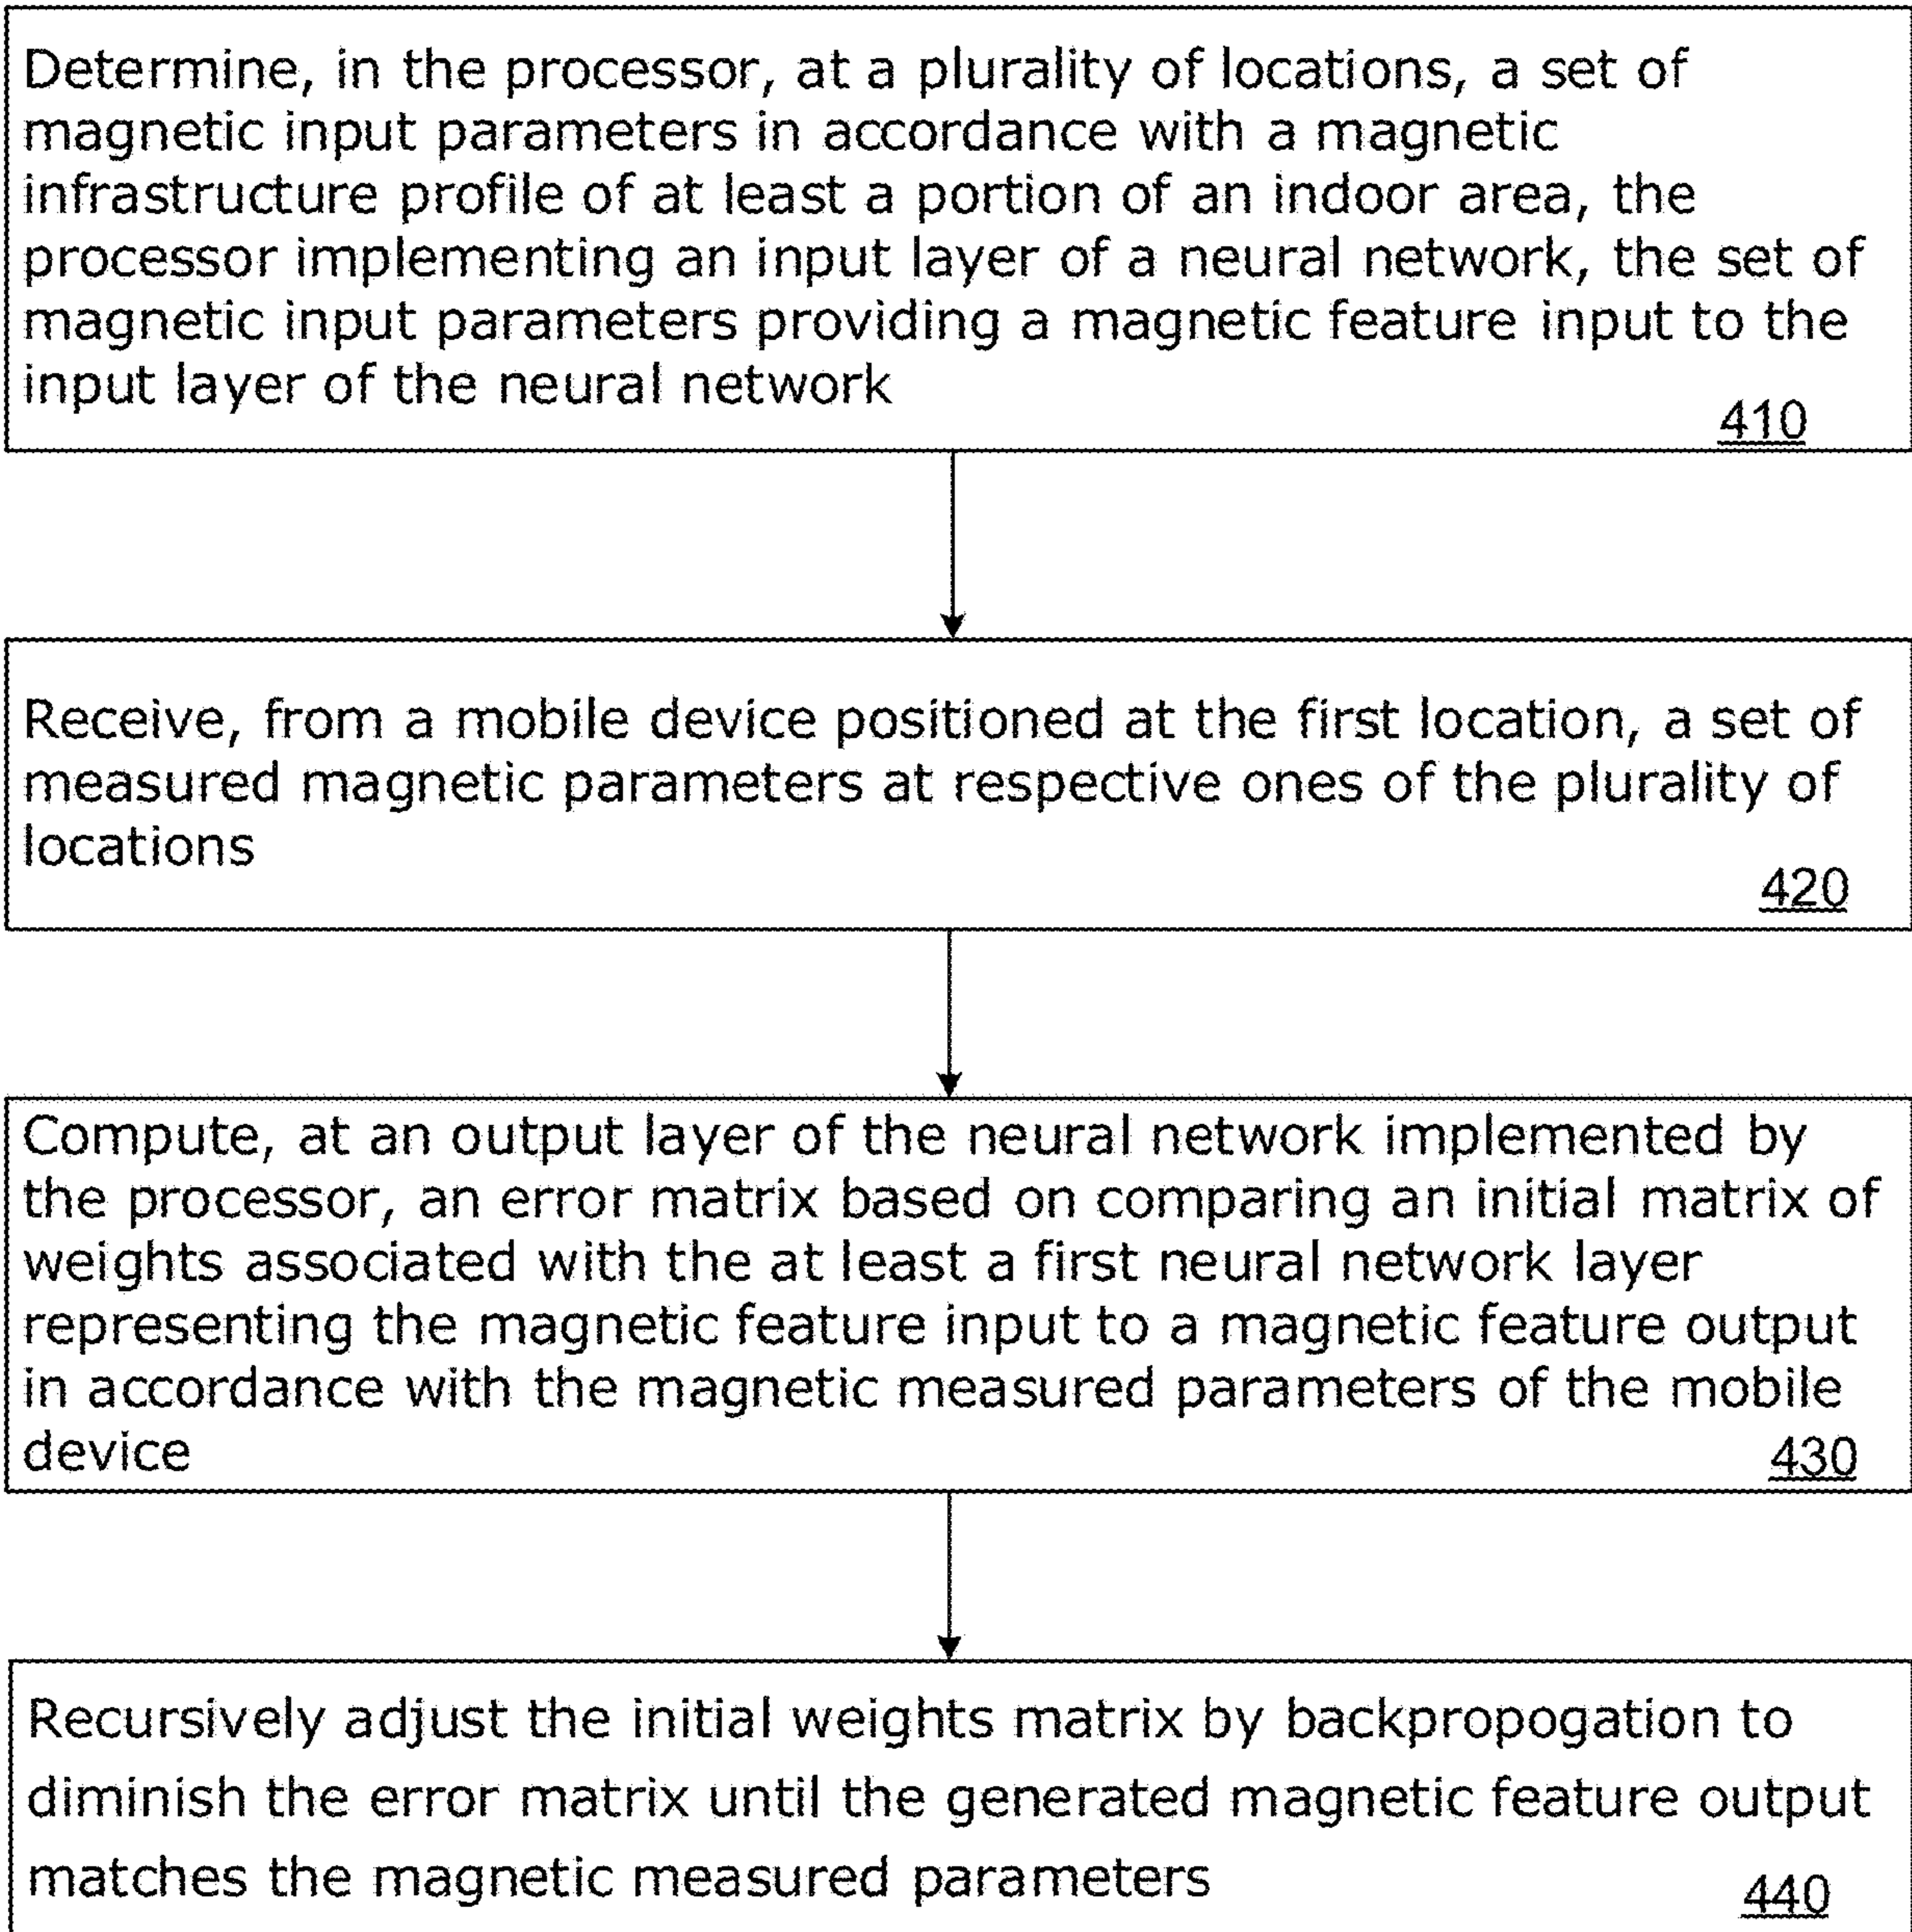 Determine, in the processor, at a plurality of locations, a set of
magnetic input parameters in accordance with a magnetic
infrastructure profile of at least a portion of an indoor area, the
processor implementing an input layer of a neural network, the set of
magnetic input parameters providing a magnetic feature input to the
input layer of the neural network
410
Receive, from a mobile device positioned at the first location, a set of
measured magnetic parameters at respective ones of the plurality of
locations
420
Compute, at an output layer of the neural network implemented by
the processor, an error matrix based on comparing an initial matrix of
weights associated with the at least a first neural network layer
representing the magnetic feature input to a magnetic feature output
in accordance with the magnetic measured parameters of the mobile
device
430
Recursively adjust the initial weights matrix by backpropogation to
diminish the error matrix until the generated magnetic feature output
matches the magnetic measured parameters
440